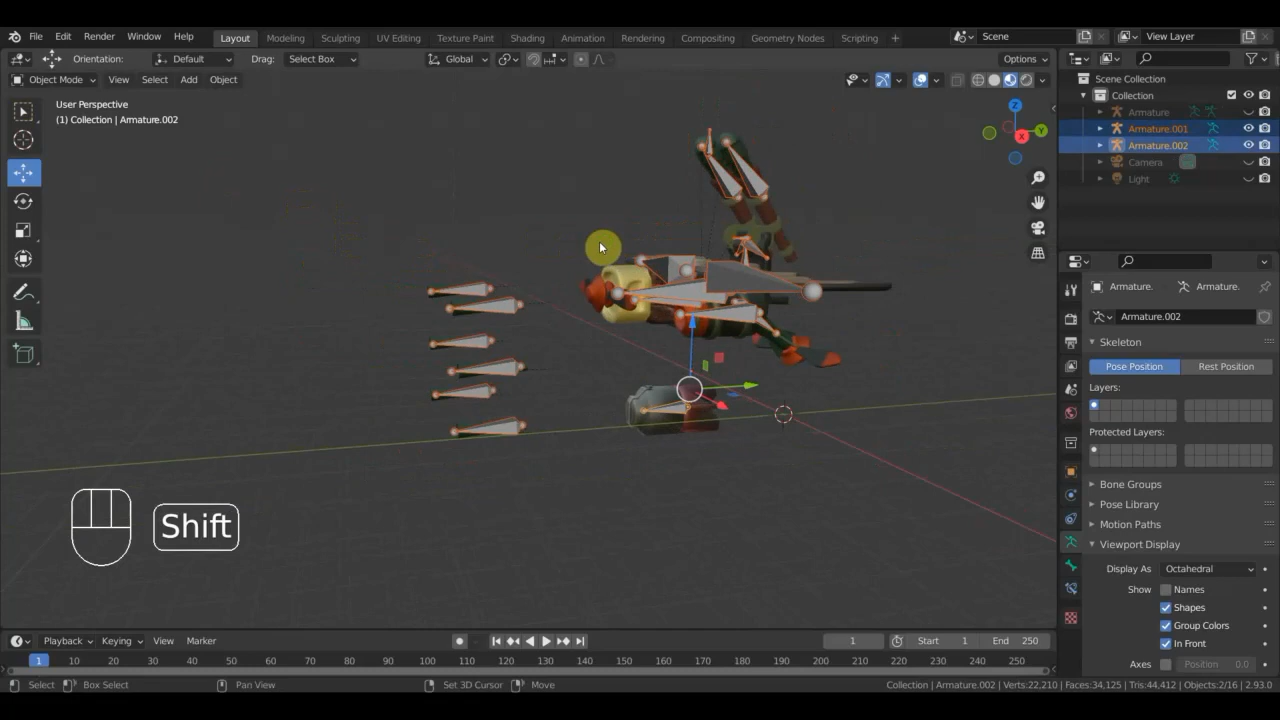 File Edit Render Window Help Layout Modeling Sculpting UV Editing Texture Paint Shading Animation Rendering Compositing Geometry Nodes Scripting + Scene View Layer
Orientation: Default Drag: Select Box Global Options
Object Mode View Select Add Object
Scene Collection
Collection
Armature
Armature.001
Armature.002
Camera
Light
User Perspective
(1) Collection | Armature.002
Z
Y
X
Armature. Armature.
Armature.002
Skeleton
Pose Position Rest Position
Layers:
Protected Layers:
Bone Groups
Pose Library
Motion Paths
Viewport Display
Display As Octahedral
Show Names
Shapes
Group Colors
In Front
Axes Position 0.0
Shift
Playback Keying View Marker 1 Start 1 End 250
1 10 20 30 40 50 60 70 80 90 100 110 120 130 140 150 160 170 180 190 200 210 220 230 240 250
Select Box Select Pan View Set 3D Cursor Move Collection | Armature.002 | Verts:22,210 | Faces:34,125 | Tris:44,412 | Objects:2/16 | 2.93.0